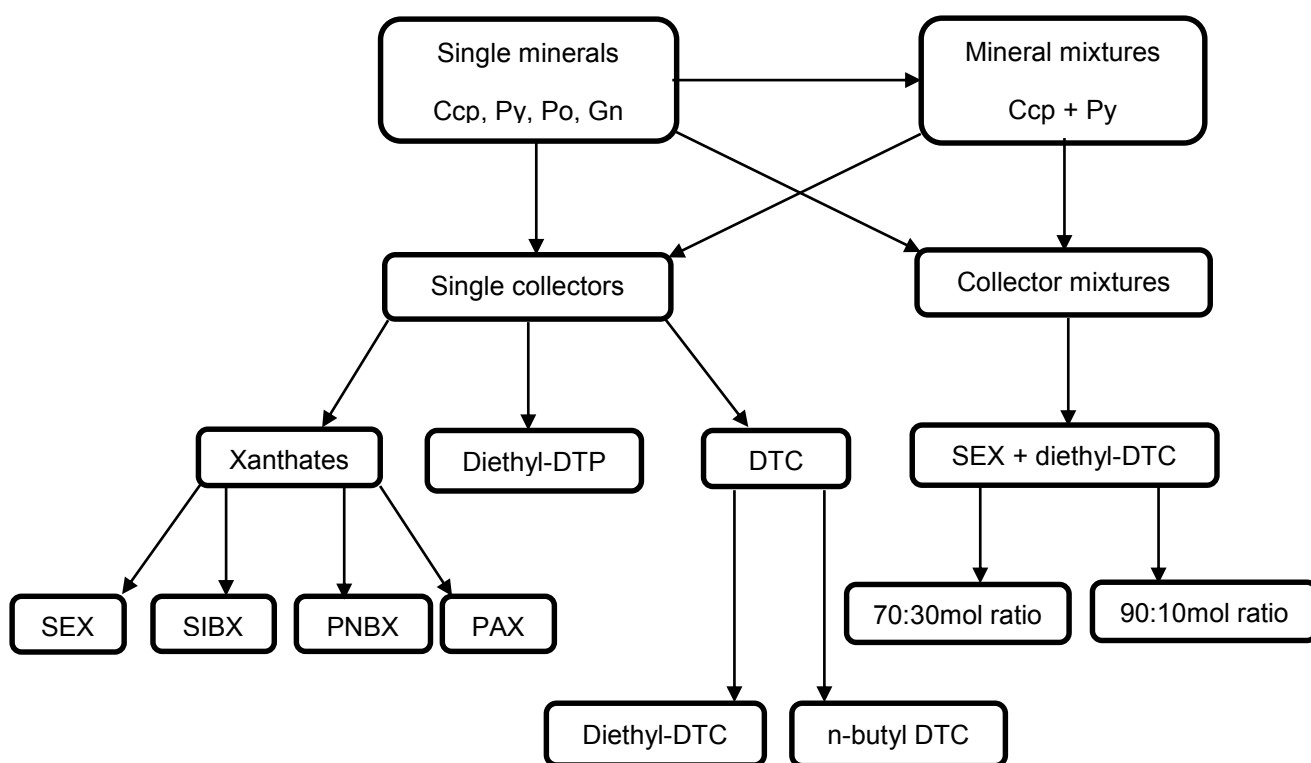 Single minerals
Ccp, Py, Po, Gn
Mineral mixtures
Ccp + Py
Single collectors
Collector mixtures
Xanthates
Diethyl-DTP
DTC
SEX + diethyl-DTC
SEX
SIBX
PNBX
PAX
70:30mol ratio
90:10mol ratio
Diethyl-DTC
n-butyl DTC